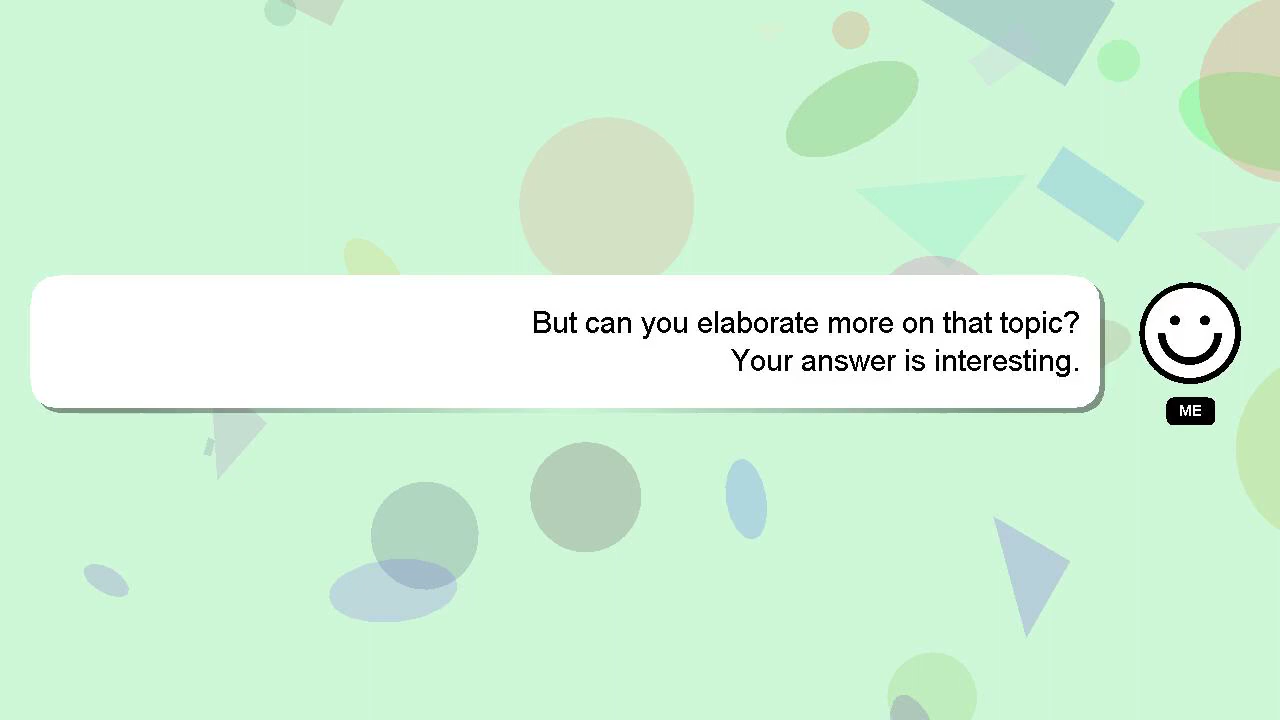 But can you elaborate more on that topic?
Your answer is interesting.
ME